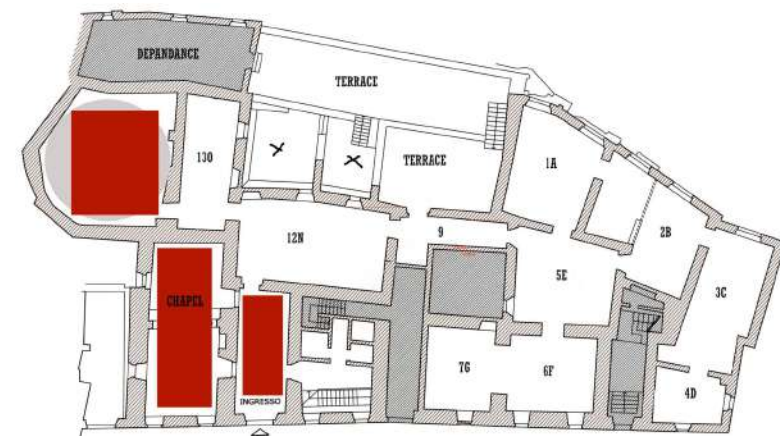 DEPANDANCE
TERRACE
130
TERRACE
1A
12N
9
2B
5E
3C
CHAPEL
7G
6F
4D
INGRESSO